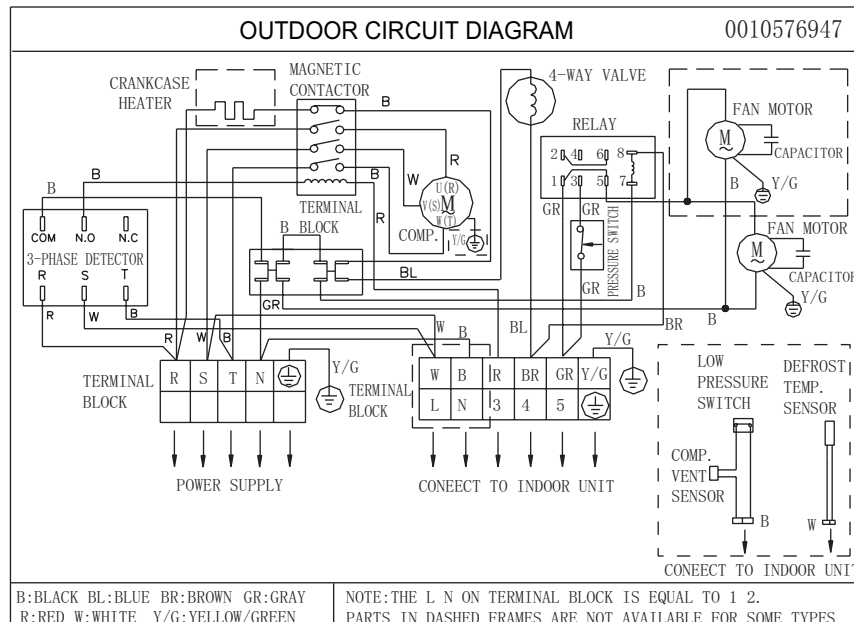 OUTDOOR CIRCUIT DIAGRAM 0010576947
CRANKCASE
HEATER
MAGNETIC
CONTACTOR
B
4-WAY VALVE
FAN MOTOR
M
CAPACITOR
B Y/G
RELAY
2 4 6 8
1 3 5 7
GR GR
PRESSURE SWITCH
GR
B
R
W
U(R)
V(S) M
W(T)
COMP.
Y/G
B
R
TERMINAL
BLOCK
B
BL
GR
B B
COM N.O N.C
3-PHASE DETECTOR
R S T
R W B
FAN MOTOR
M
CAPACITOR
Y/G
B
BR
BL
R W B
W B
Y/G
TERMINAL
BLOCK
R S T N
Y/G
POWER SUPPLY
TERMINAL
BLOCK
W B R BR GR Y/G
L N 3 4 5
CONEECT TO INDOOR UNIT
LOW
PRESSURE
SWITCH
DEFROST
TEMP.
SENSOR
COMP.
VENT
SENSOR
B W
CONEECT TO INDOOR UNIT
B:BLACK BL:BLUE BR:BROWN GR:GRAY
R:RED W:WHITE Y/G:YELLOW/GREEN
NOTE:THE L N ON TERMINAL BLOCK IS EQUAL TO 1 2.
PARTS IN DASHED FRAMES ARE NOT AVAILABLE FOR SOME TYPES